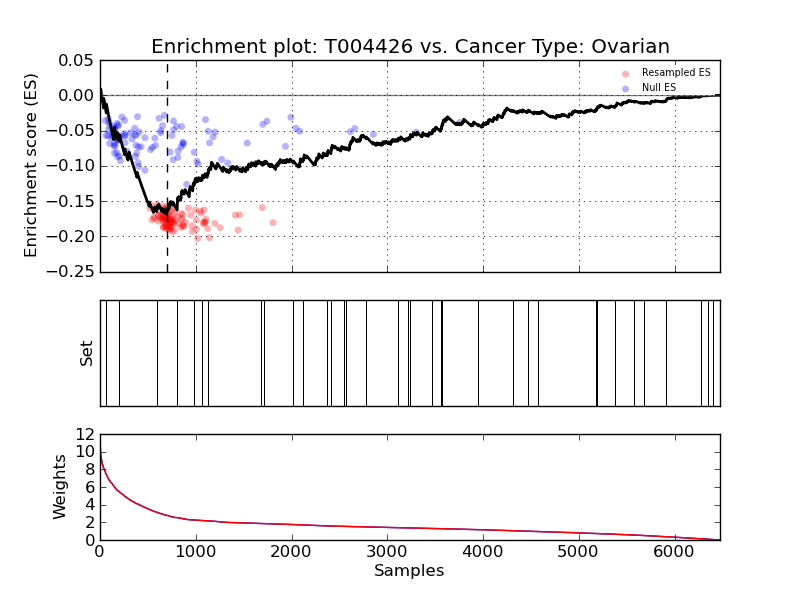 Enrichment plot: T004426 vs. Cancer Type: Ovarian
Enrichment score (ES)
0.05
0.00
−0.05
−0.10
−0.15
−0.20
−0.25
Resampled ES
Null ES
Set
Weights
12
10
8
6
4
2
0
0 1000 2000 3000 4000 5000 6000
Samples